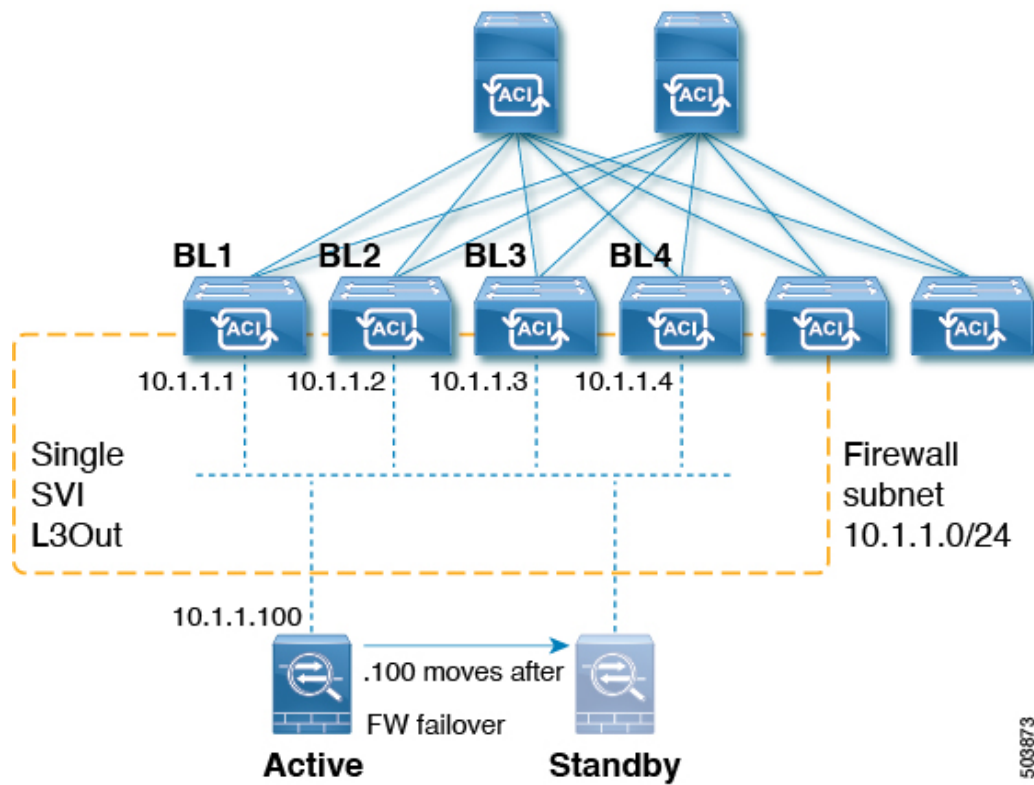 ACI
ACI
BL1
BL2
BL3
BL4
ACI
ACI
ACI
ACI
ACI
ACI
10.1.1.1
10.1.1.2
10.1.1.3
10.1.1.4
Single
SVI
L3Out
Firewall
subnet
10.1.1.0/24
10.1.1.100
.100 moves after
FW failover
Active
Standby
503873